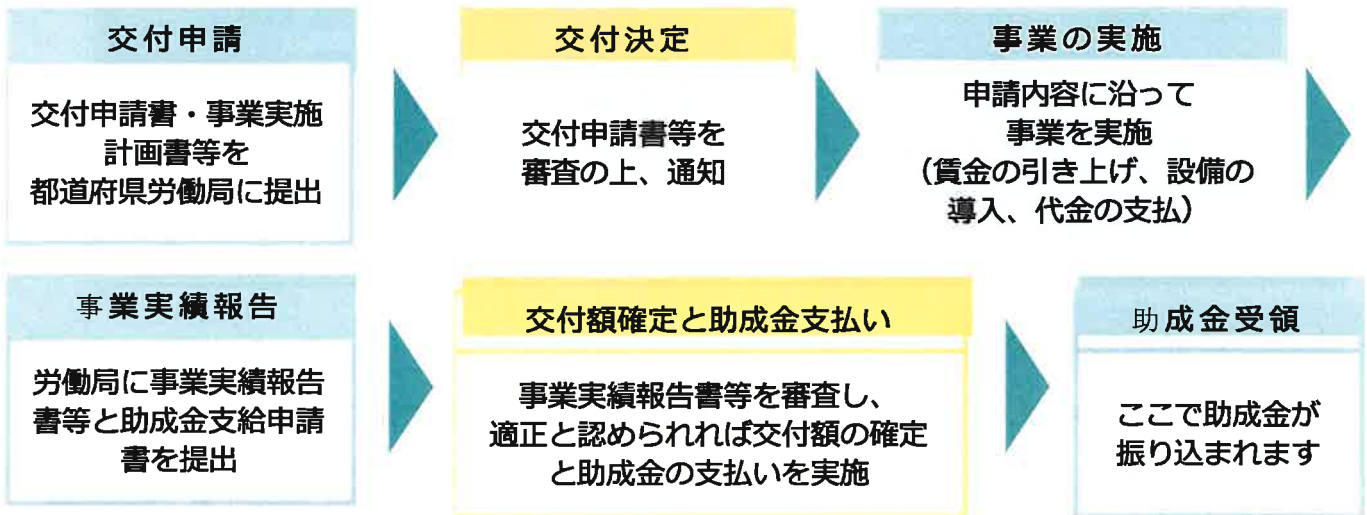 交付申請
交付申請書・事業実施
計画書等を
都道府県労働局に提出
交付決定
交付申請書等を
審査の上、通知
事業の実施
申請内容に沿って
事業を実施
（賃金の引き上げ、設備の
導入、代金の支払）
事業実績報告
労働局に事業実績報告
書等と助成金支給申請
書を提出
交付額確定と助成金支払い
事業実績報告書等を審査し、
適正と認められれば交付額の確定
と助成金の支払いを実施
助成金受領
ここで助成金が
振り込まれます